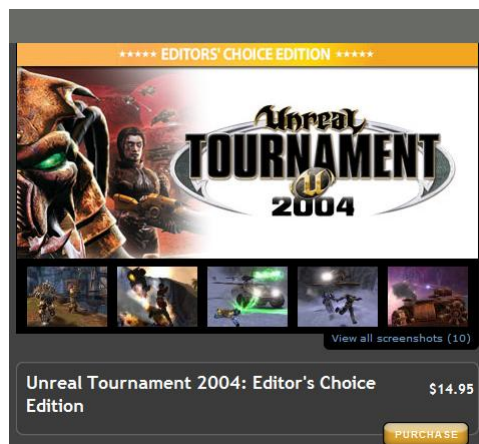 ★★★★★ EDITORS' CHOICE EDITION ★★★★★
Unreal
TOURNAMENT
2004
View all screenshots (10)
Unreal Tournament 2004: Editor's Choice
Edition
$14.95
PURCHASE